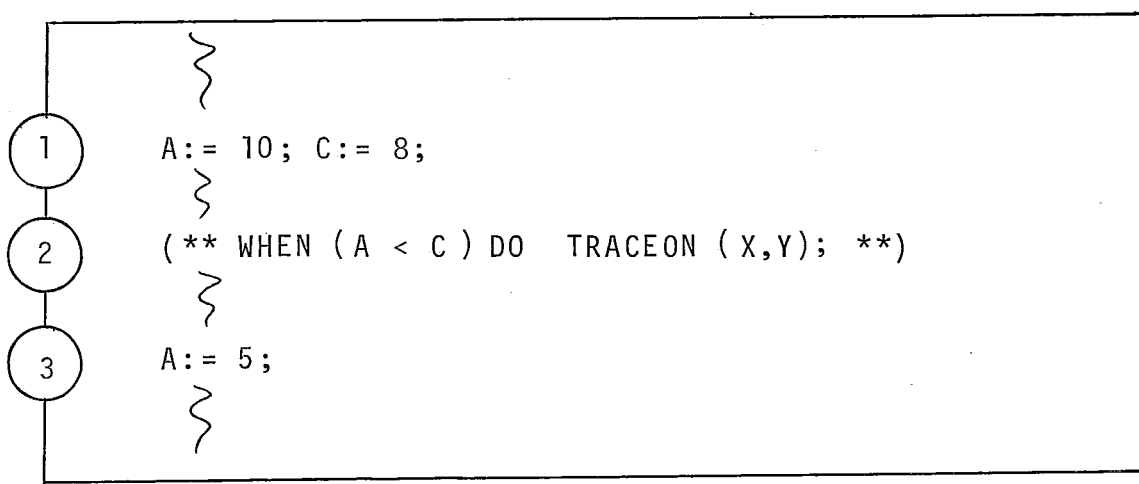 1 A:= 10; C:= 8;
2 (** WHEN (A < C) DO TRACEON (X,Y); **)
3 A:= 5;